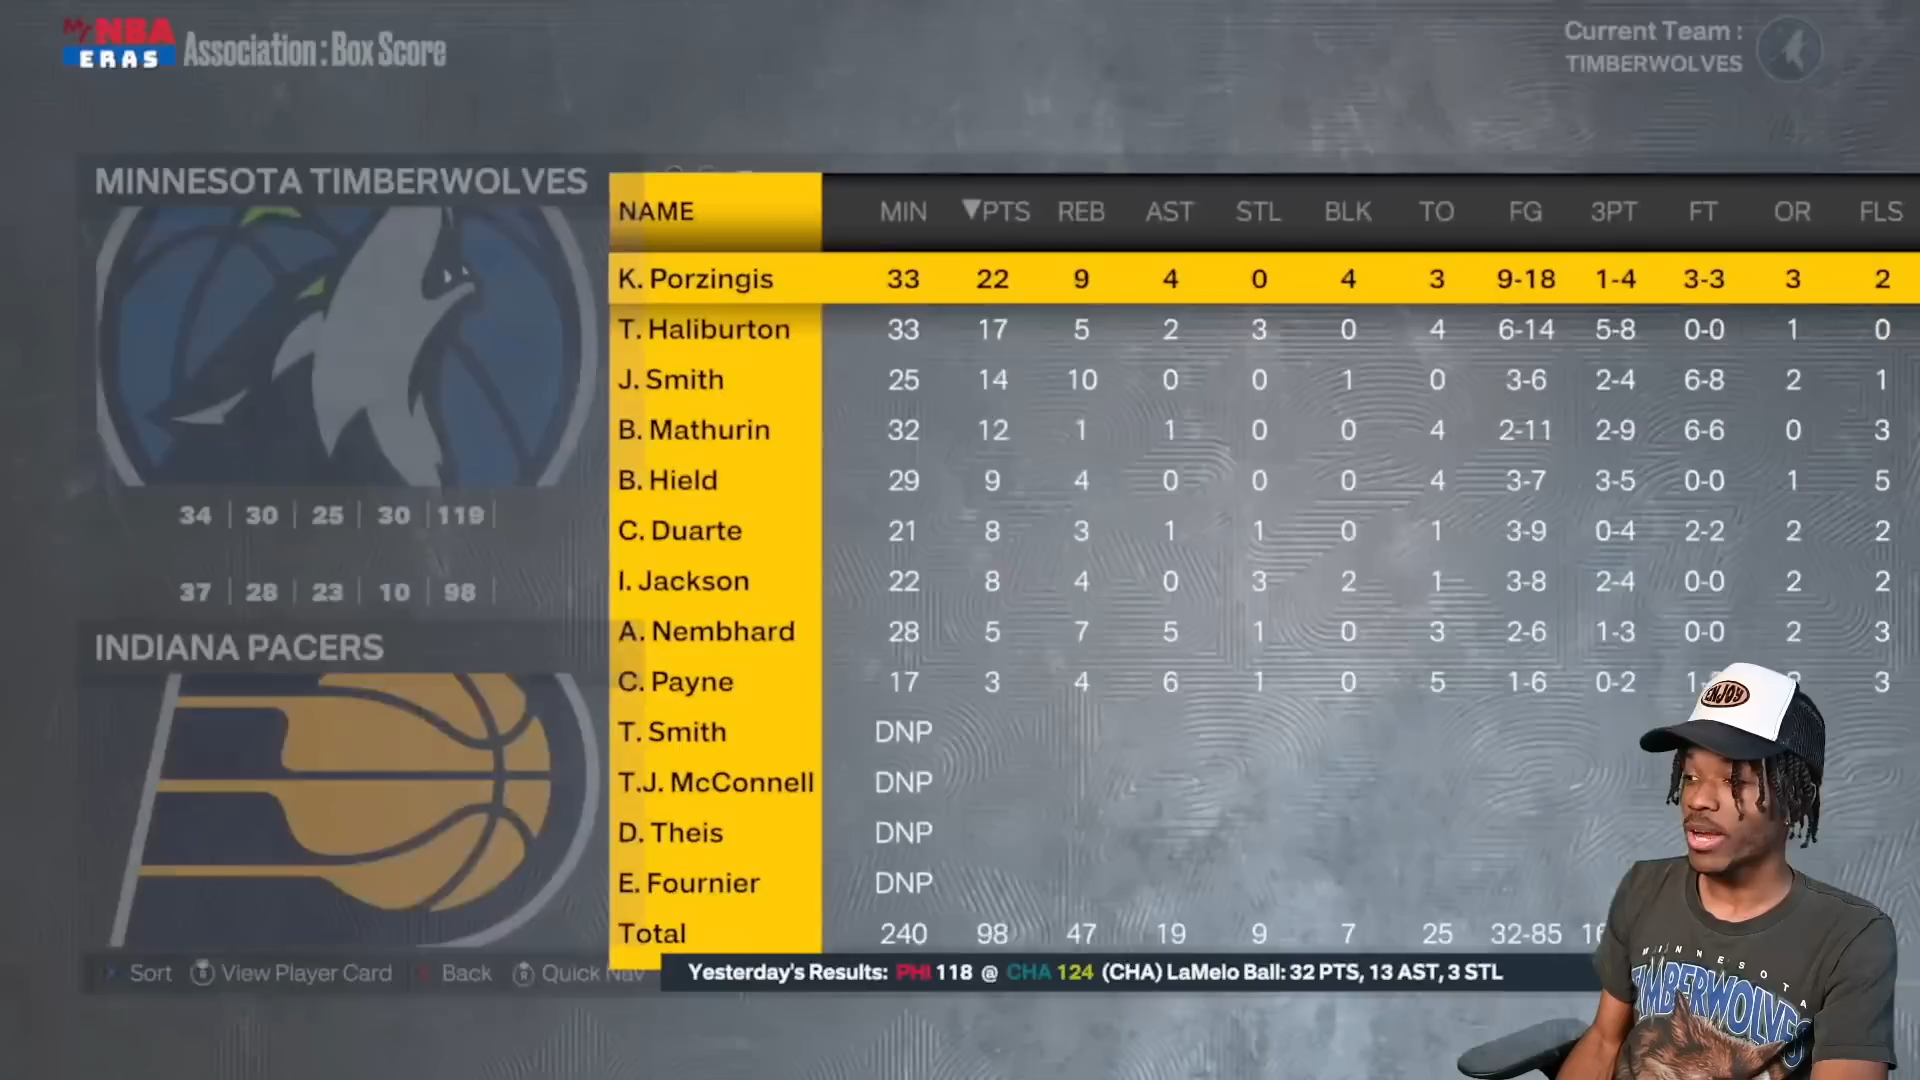 My NBA ERAS Association : Box Score
Current Team :
TIMBERWOLVES
MINNESOTA TIMBERWOLVES
34 | 30 | 25 | 30 | 119 |
37 | 28 | 23 | 10 | 98 |
INDIANA PACERS
NAME MIN ▼PTS REB AST STL BLK TO FG 3PT FT OR FLS
K. Porzingis 33 22 9 4 0 4 3 9-18 1-4 3-3 3 2
T. Haliburton 33 17 5 2 3 0 4 6-14 5-8 0-0 1 0
J. Smith 25 14 10 0 0 1 0 3-6 2-4 6-8 2 1
B. Mathurin 32 12 1 1 0 0 4 2-11 2-9 6-6 0 3
B. Hield 29 9 4 0 0 0 4 3-7 3-5 0-0 1 5
C. Duarte 21 8 3 1 1 0 1 3-9 0-4 2-2 2 2
I. Jackson 22 8 4 0 3 2 1 3-8 2-4 0-0 2 2
A. Nembhard 28 5 7 5 1 0 3 2-6 1-3 0-0 2 3
C. Payne 17 3 4 6 1 0 5 1-6 0-2 1- 3
T. Smith DNP
T.J. McConnell DNP
D. Theis DNP
E. Fournier DNP
Total 240 98 47 19 9 7 25 32-85
Sort View Player Card Back Quick Nav
Yesterday's Results: PHI 118 @ CHA 124 (CHA) LaMelo Ball: 32 PTS, 13 AST, 3 STL
ENJOY
MINNESOTA
TIMBERWOLVES